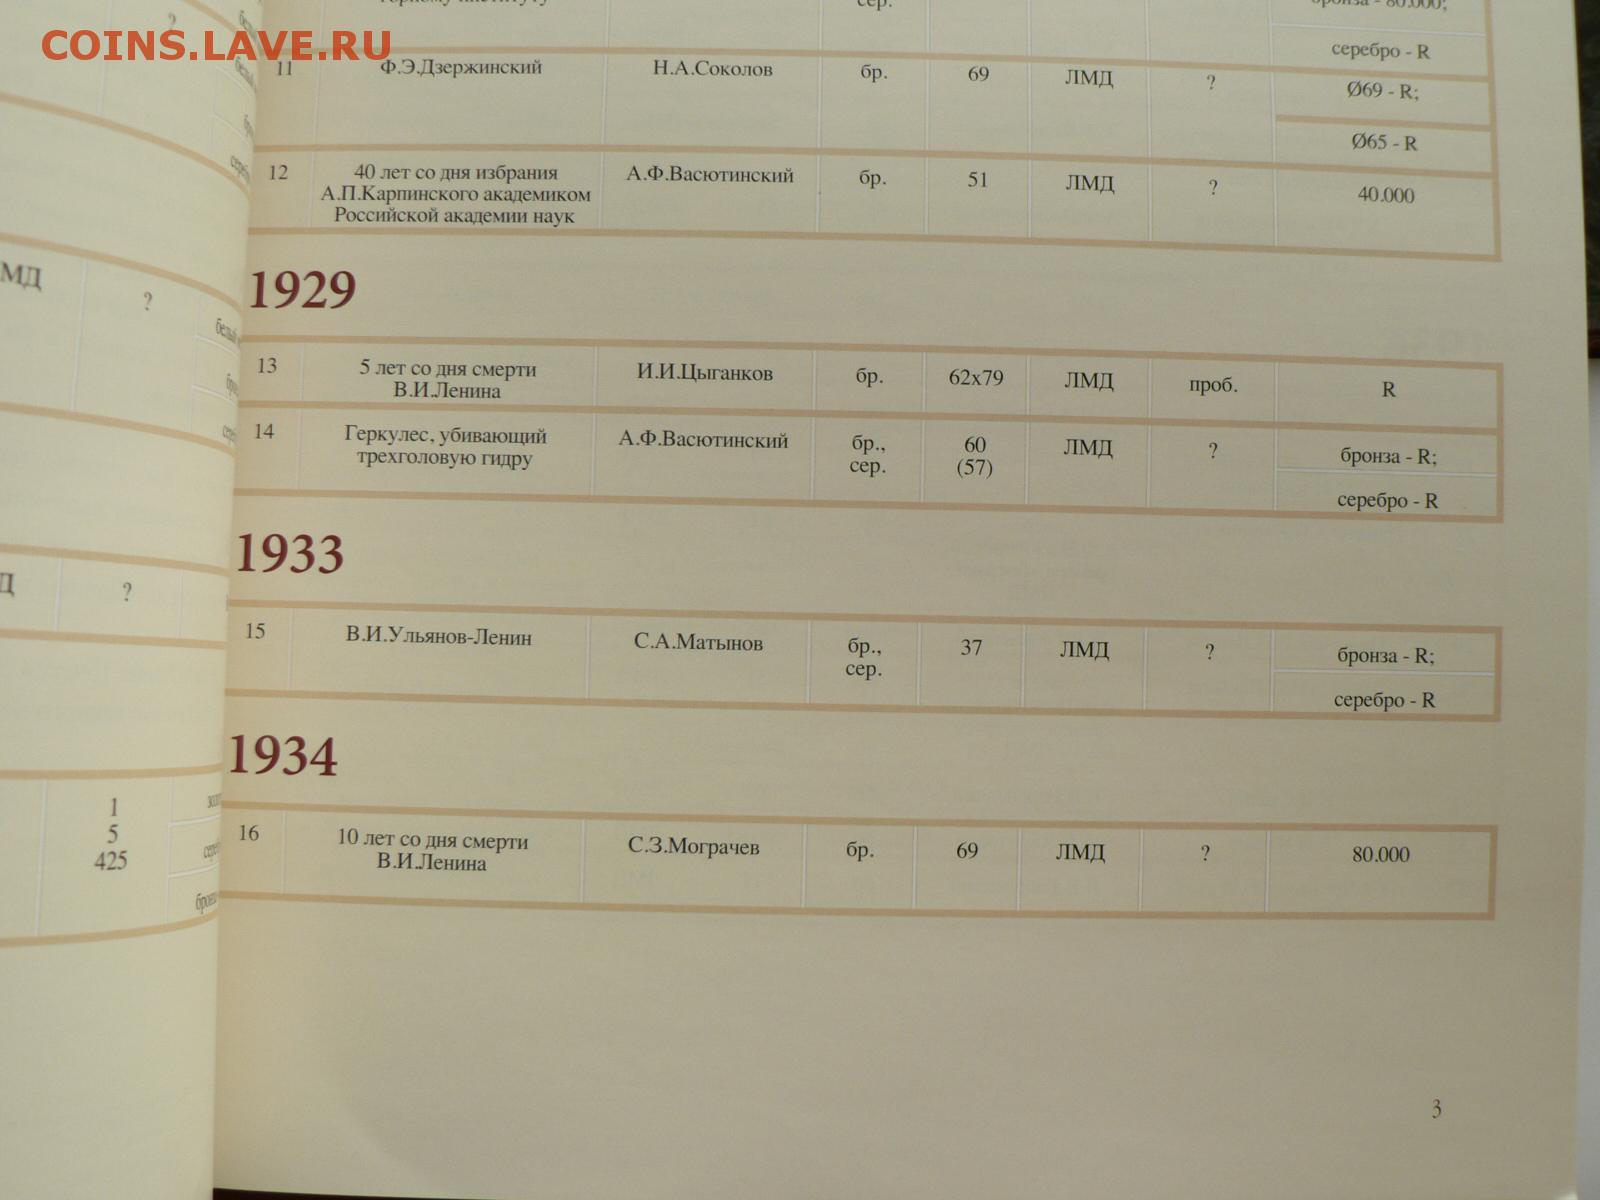 COINS.LAVE.RU
?
МД
?
Д
?
1
5
425
сер.
серебро - R
11 Ф.Э.Дзержинский Н.А.Соколов бр. 69 ЛМД ? Ø69 - R;
Ø65 - R
12 40 лет со дня избрания А.Ф.Васютинский бр. 51 ЛМД ? 40.000
А.П.Карпинского академиком
Российской академии наук
1929
13 5 лет со дня смерти И.И.Цыганков бр. 62х79 ЛМД проб. R
В.И.Ленина
14 Геркулес, убивающий А.Ф.Васютинский бр., 60 ЛМД ? бронза - R;
трехголовую гидру сер. (57)
серебро - R
1933
15 В.И.Ульянов-Ленин С.А.Матынов бр., 37 ЛМД ? бронза - R;
сер.
серебро - R
1934
16 10 лет со дня смерти С.З.Мограчев бр. 69 ЛМД ? 80.000
В.И.Ленина
3